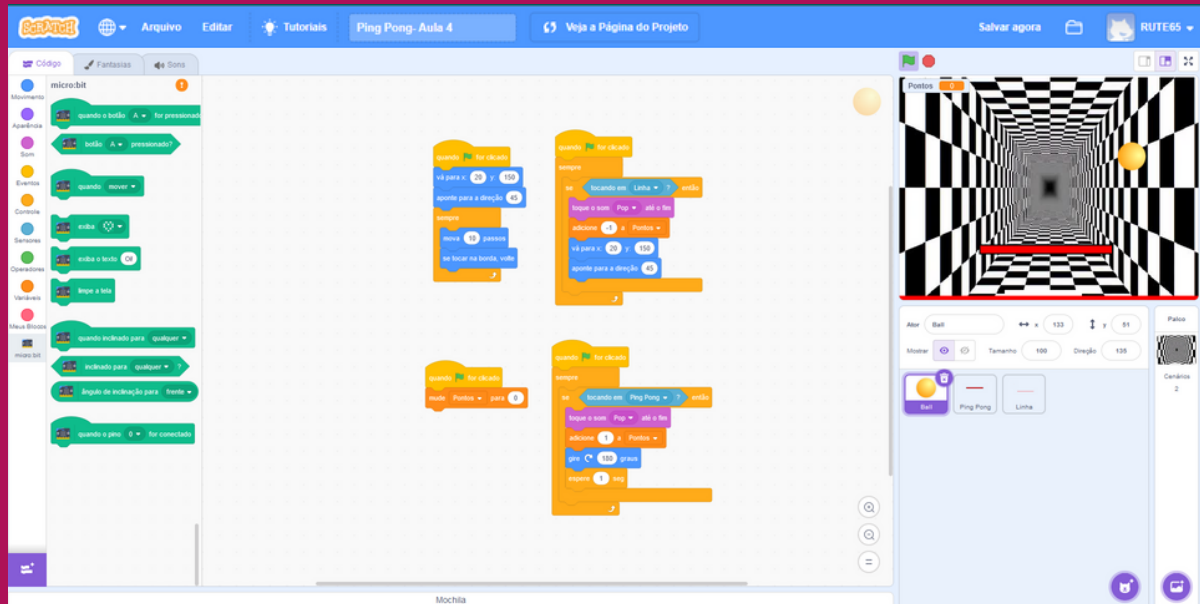 SCRATCH
Arquivo
Editar
Tutoriais
Ping Pong- Aula 4
Veja a Página do Projeto
Salvar agora
RUTE65
Código
Fantasias
Sons
Movimento
Aparência
Som
Eventos
Controle
Sensores
Operadores
Variáveis
Meus Blocos
micro:bit
micro:bit
quando o botão A for pressionad
botão A pressionado?
quando mover
exiba
exiba o texto Oi!
limpe a tela
quando inclinado para qualquer
inclinado para qualquer ?
ângulo de inclinação para frente
quando o pino 0 for conectado
quando for clicado
vá para x: 20 y: 150
aponte para a direção 45
sempre
mova 10 passos
se tocar na borda, volte
quando for clicado
sempre
se tocando em Linha ? então
toque o som Pop até o fim
adicione -1 a Pontos
vá para x: 20 y: 150
aponte para a direção 45
quando for clicado
mude Pontos para 0
quando for clicado
sempre
se tocando em Ping Pong ? então
toque o som Pop até o fim
adicione 1 a Pontos
gire 180 graus
espere 1 seg
Mochila
Pontos 0
Ator Ball x 133 y 51
Mostrar Tamanho 100 Direção 135
Ball
Ping Pong
Linha
Palco
Cenários
2